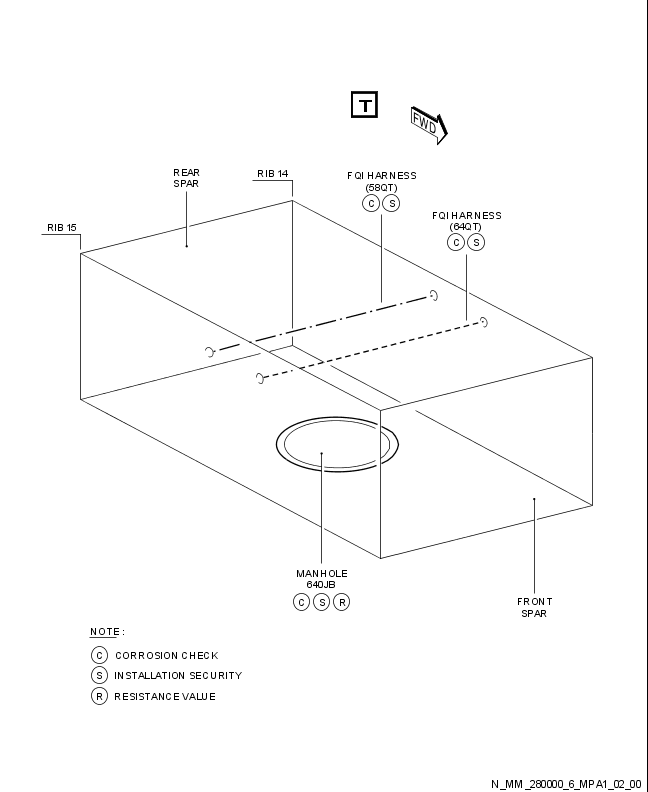 T
FWD
REAR
SPAR
RIB 14
FQI HARNESS
(58QT)
C S
FQI HARNESS
(64QT)
C S
RIB 15
MANHOLE
640JB
C S R
FRONT
SPAR
NOTE :
C CORROSION CHECK
S INSTALLATION SECURITY
R RESISTANCE VALUE
N_MM_280000_6_MPA1_02_00